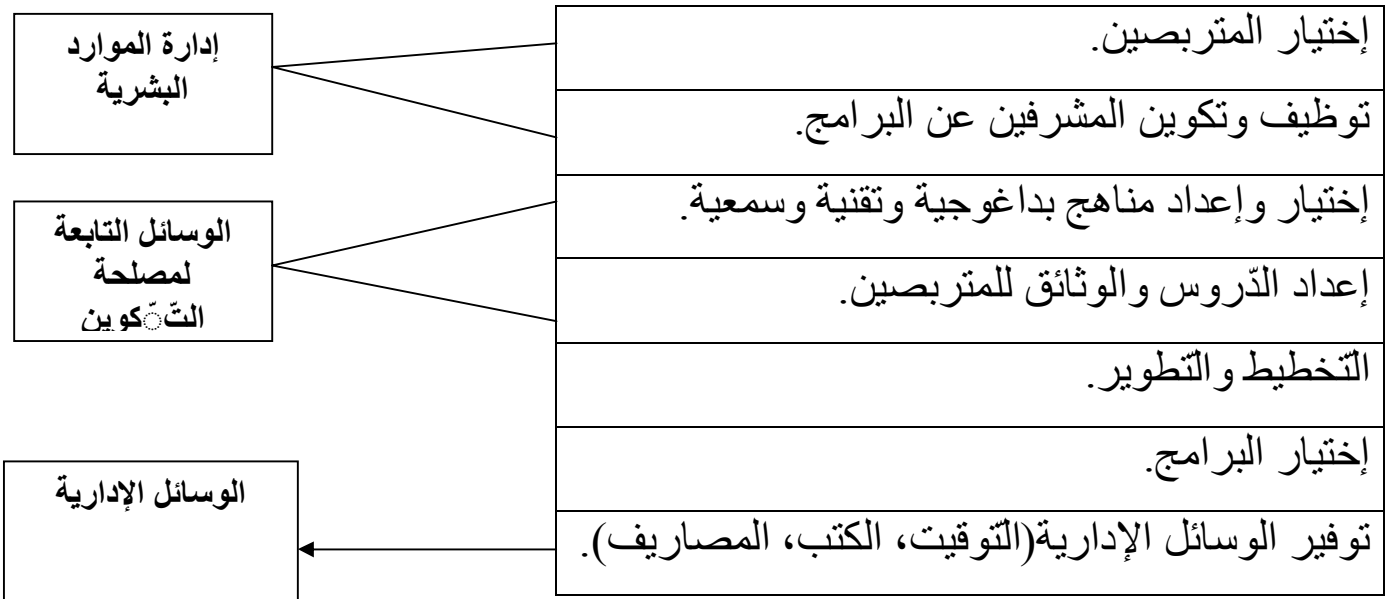 إختيار المتربصين.
توظيف وتكوين المشرفين عن البرامج.
إختيار وإعداد مناهج بداغوجية وتقنية وسمعية.
إعداد الدّروس والوثائق للمتربصين.
التّخطيط والتّطوير.
إختيار البرامج.
توفير الوسائل الإدارية(التّوقيت، الكتب، المصاريف).
إدارة الموارد
البشرية
الوسائل التابعة
لمصلحة
التّّكوين
الوسائل الإدارية